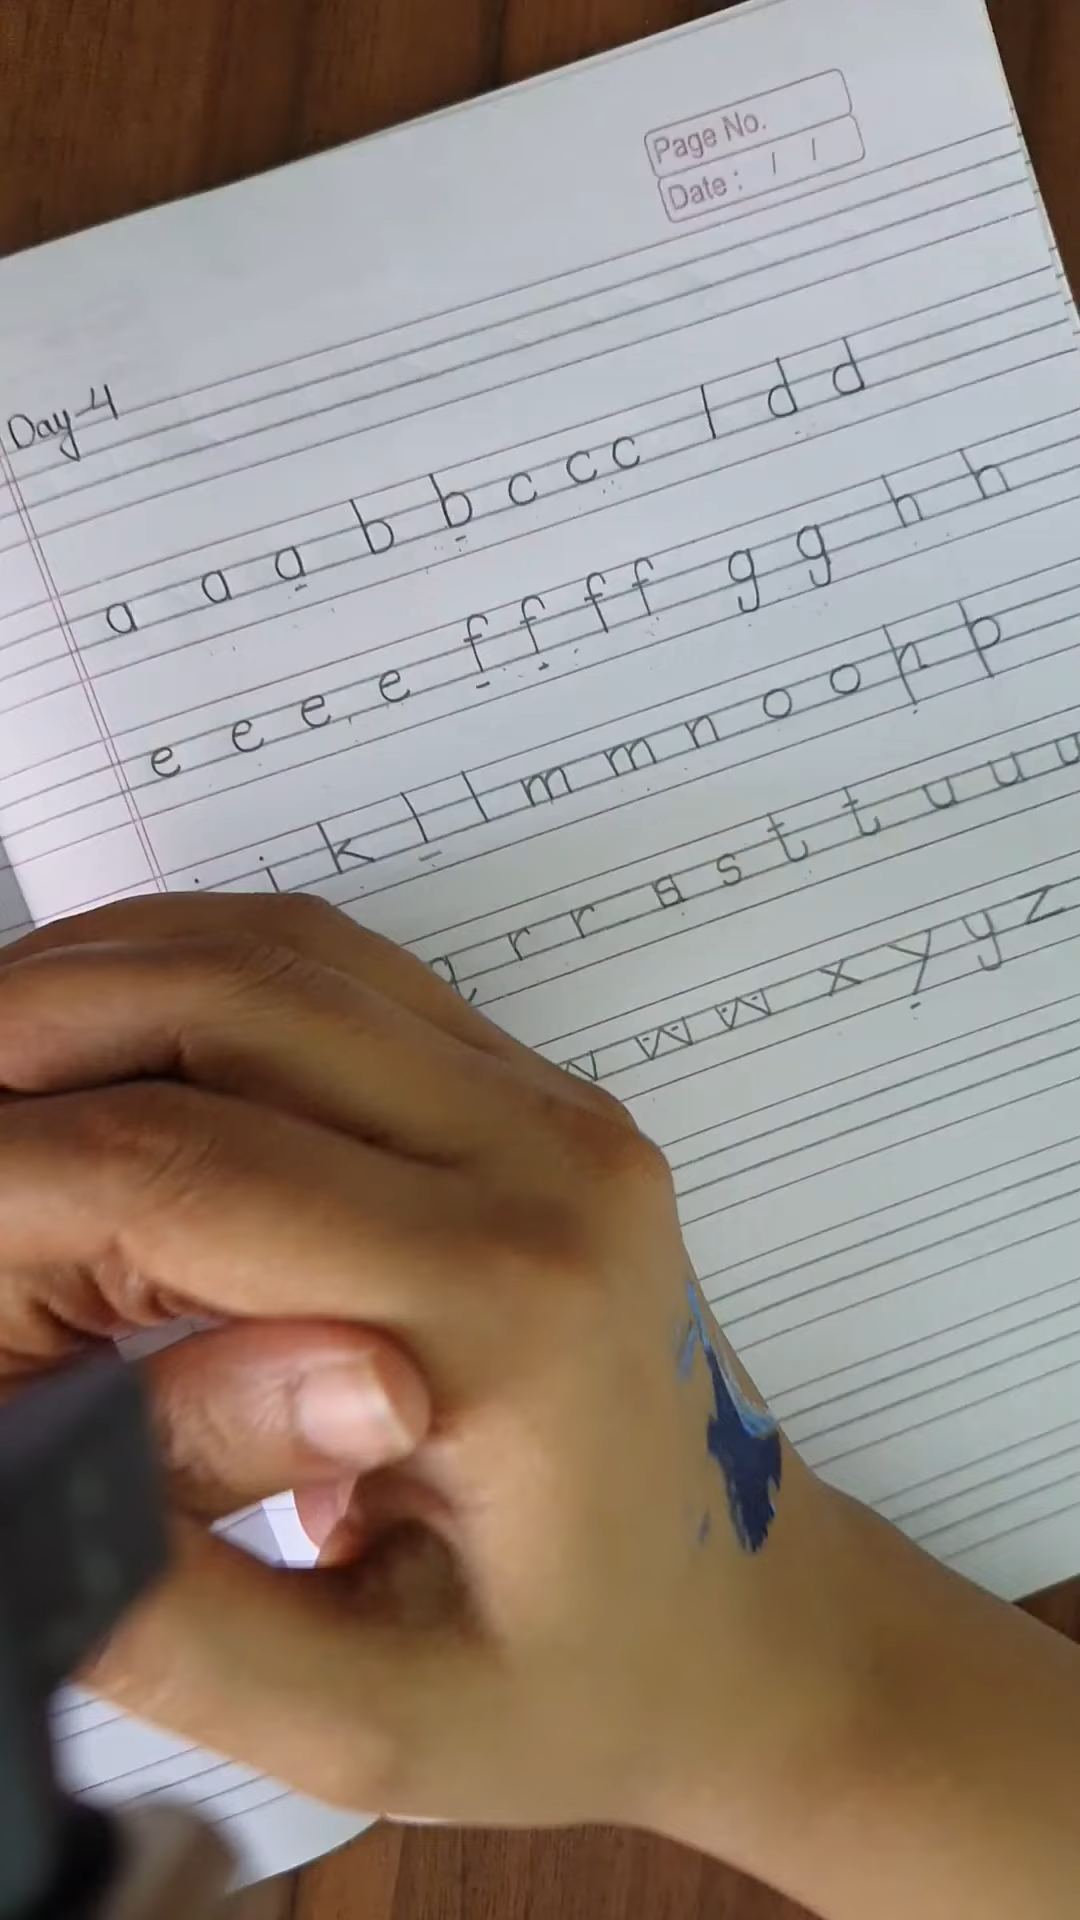 Page No.
Date : / /
Day-4
a a a b b c c c l d d
e e e e f f f f g g h h
i k l l m m n o o h p
q r r s s t t u u u
w w w x y y z